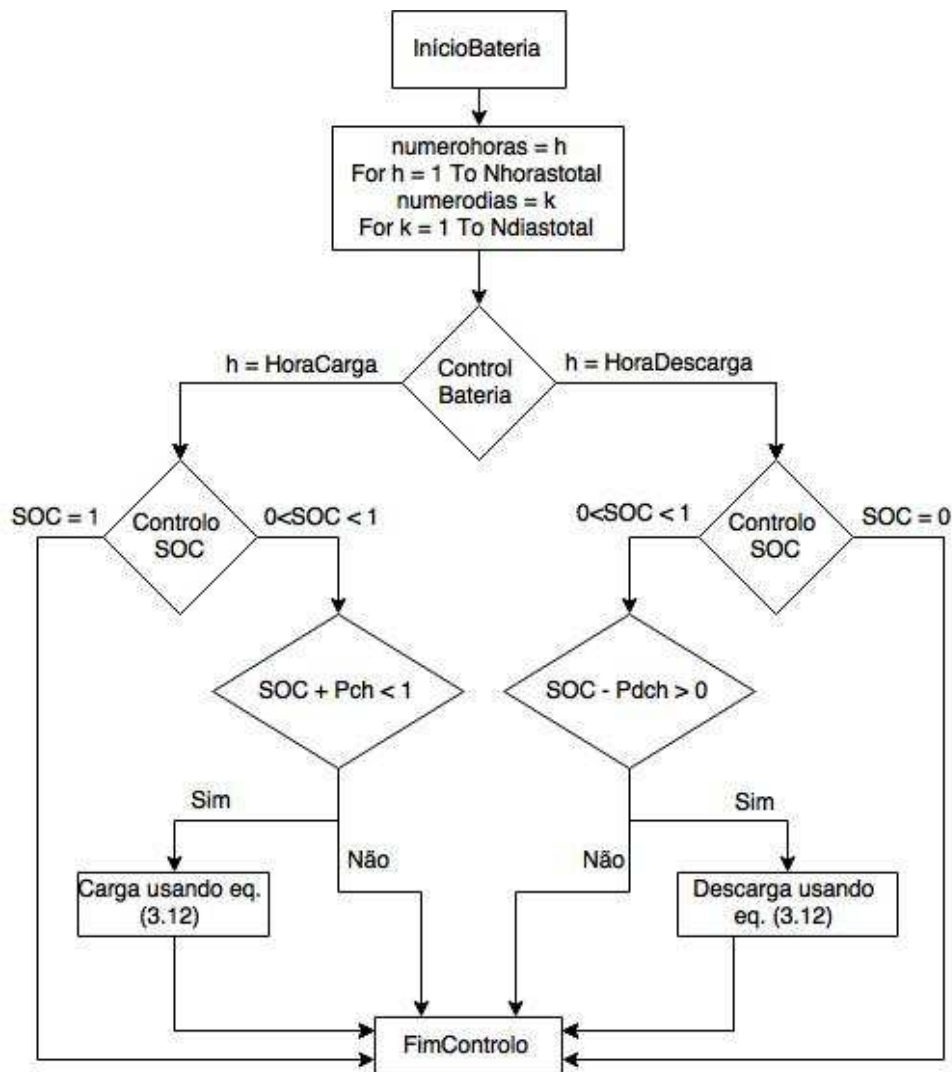 InícioBateria
numerohoras = h
For h = 1 To Nhorastotal
numerodias = k
For k = 1 To Ndiastotal
h = HoraCarga
Control
Bateria
h = HoraDescarga
SOC = 1
Controlo
SOC
0<SOC < 1
0<SOC < 1
Controlo
SOC
SOC = 0
SOC + Pch < 1
SOC - Pdch > 0
Sim
Não
Não
Sim
Carga usando eq.
(3.12)
Descarga usando
eq. (3.12)
FimControlo